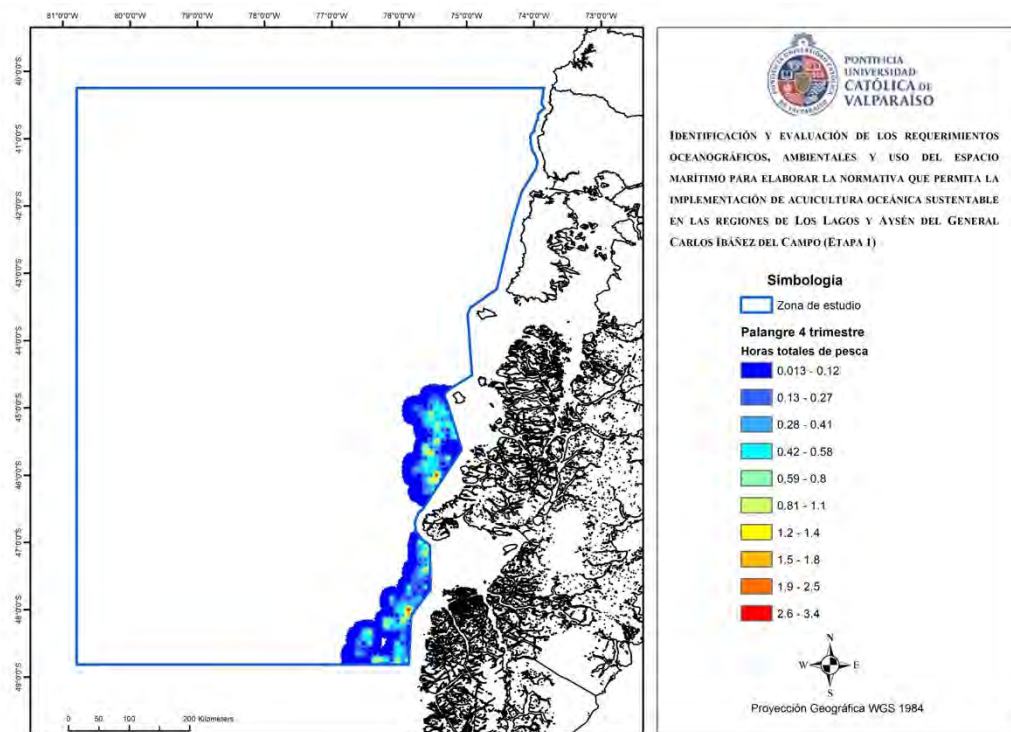 81°0'0"W 80°0'0"W 79°0'0"W 78°0'0"W 77°0'0"W 76°0'0"W 75°0'0"W 74°0'0"W 73°0'0"W
40°0'0"S
41°0'0"S
42°0'0"S
43°0'0"S
44°0'0"S
45°0'0"S
46°0'0"S
47°0'0"S
48°0'0"S
49°0'0"S
0 50 100 200 Kilometers
PONTIFICIA
UNIVERSIDAD
CATÓLICA DE
VALPARAÍSO
IDENTIFICACIÓN Y EVALUACIÓN DE LOS REQUERIMIENTOS
OCEANOGRÁFICOS, AMBIENTALES Y USO DEL ESPACIO
MARÍTIMO PARA ELABORAR LA NORMATIVA QUE PERMITA LA
IMPLEMENTACIÓN DE ACUICULTURA OCEÁNICA SUSTENTABLE
EN LAS REGIONES DE LOS LAGOS Y AYSÉN DEL GENERAL
CARLOS IBÁÑEZ DEL CAMPO (ETAPA I)
Simbología
Zona de estudio
Palangre 4 trimestre
Horas totales de pesca
0.013 - 0.12
0.13 - 0.27
0.28 - 0.41
0.42 - 0.58
0.59 - 0.8
0.81 - 1.1
1.2 - 1.4
1.5 - 1.8
1.9 - 2.5
2.6 - 3.4
N
W E
S
Proyección Geográfica WGS 1984